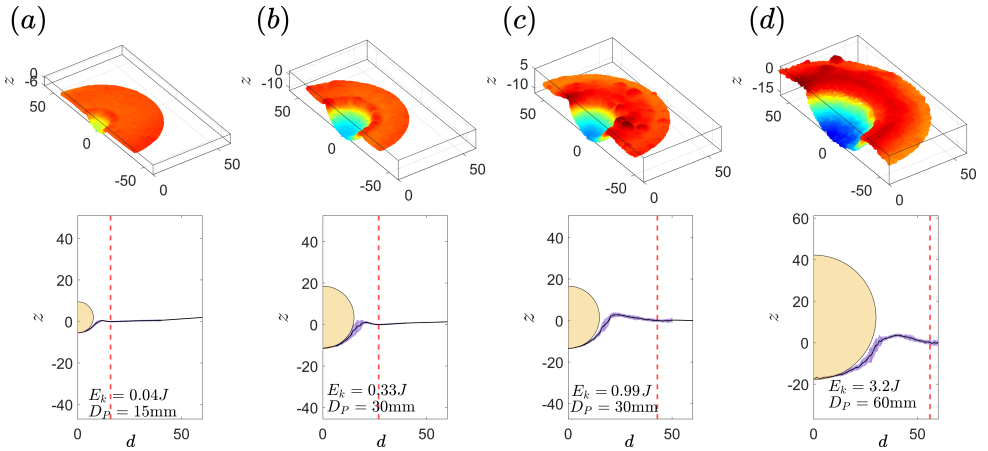 (a)
z
0
-6
50
0
-50
0
50
(b)
z
0
-10
50
0
-50
0
50
(c)
z
5
-10
50
0
-50
0
50
(d)
z
0
-15
50
0
-50
0
50
z
40
20
0
-20
-40
0
50
d
E_k = 0.04J
D_P = 15mm
z
40
20
0
-20
-40
0
50
d
E_k = 0.33J
D_P = 30mm
z
40
20
0
-20
-40
0
50
d
E_k = 0.99J
D_P = 30mm
z
60
40
20
0
-20
0
50
d
E_k = 3.2J
D_P = 60mm